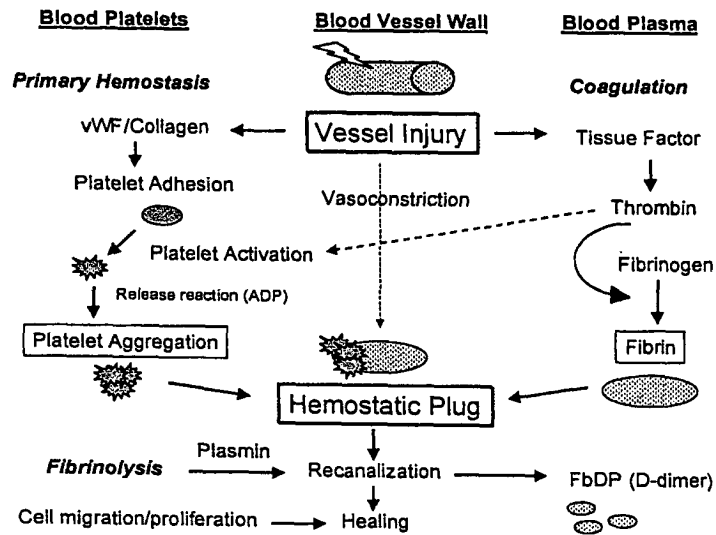 Blood Platelets
Blood Vessel Wall
Blood Plasma
Primary Hemostasis
Coagulation
vWF/Collagen
Vessel Injury
Tissue Factor
Platelet Adhesion
Vasoconstriction
Thrombin
Platelet Activation
Fibrinogen
Release reaction (ADP)
Platelet Aggregation
Fibrin
Hemostatic Plug
Plasmin
Fibrinolysis
Recanalization
FbDP (D-dimer)
Cell migration/proliferation
Healing